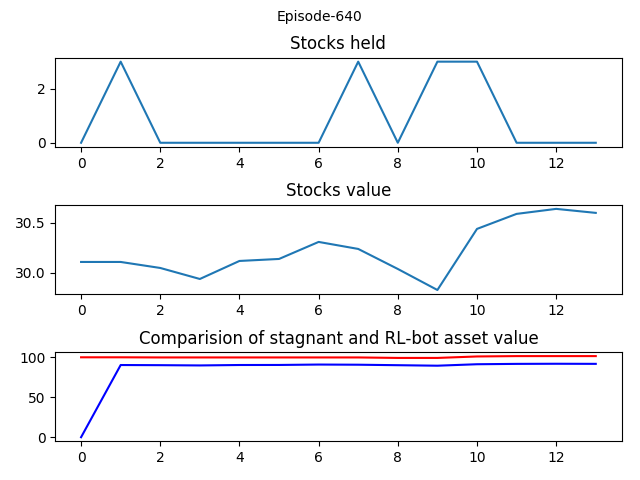 Episode-640
Stocks held
2
0
0 2 4 6 8 10 12
Stocks value
30.5
30.0
0 2 4 6 8 10 12
Comparision of stagnant and RL-bot asset value
100
50
0
0 2 4 6 8 10 12